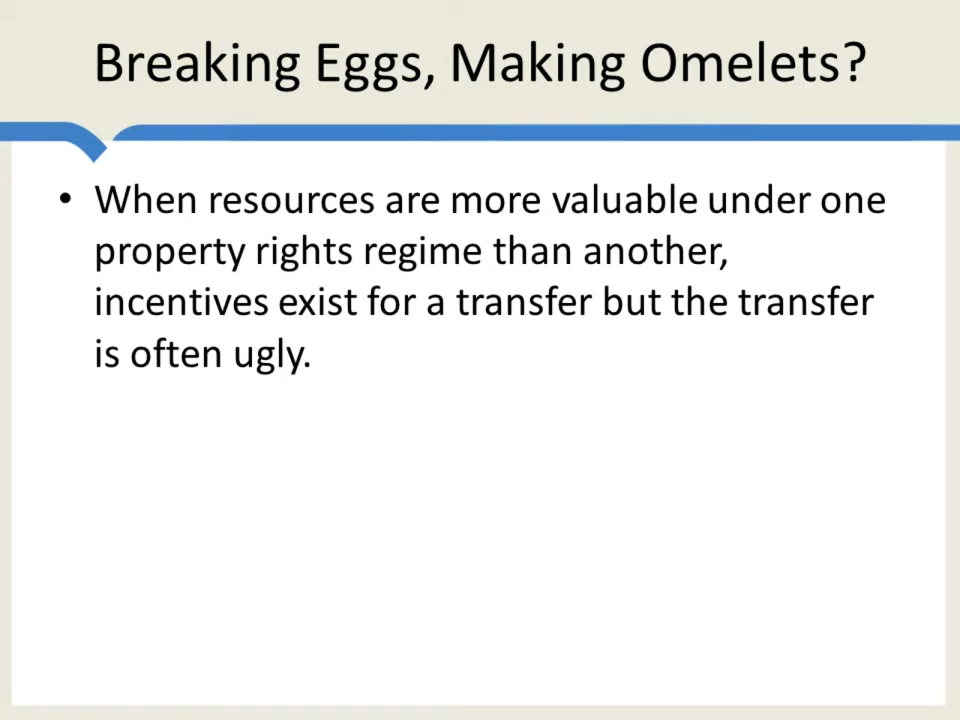 Breaking Eggs, Making Omelets?
• When resources are more valuable under one
property rights regime than another,
incentives exist for a transfer but the transfer
is often ugly.